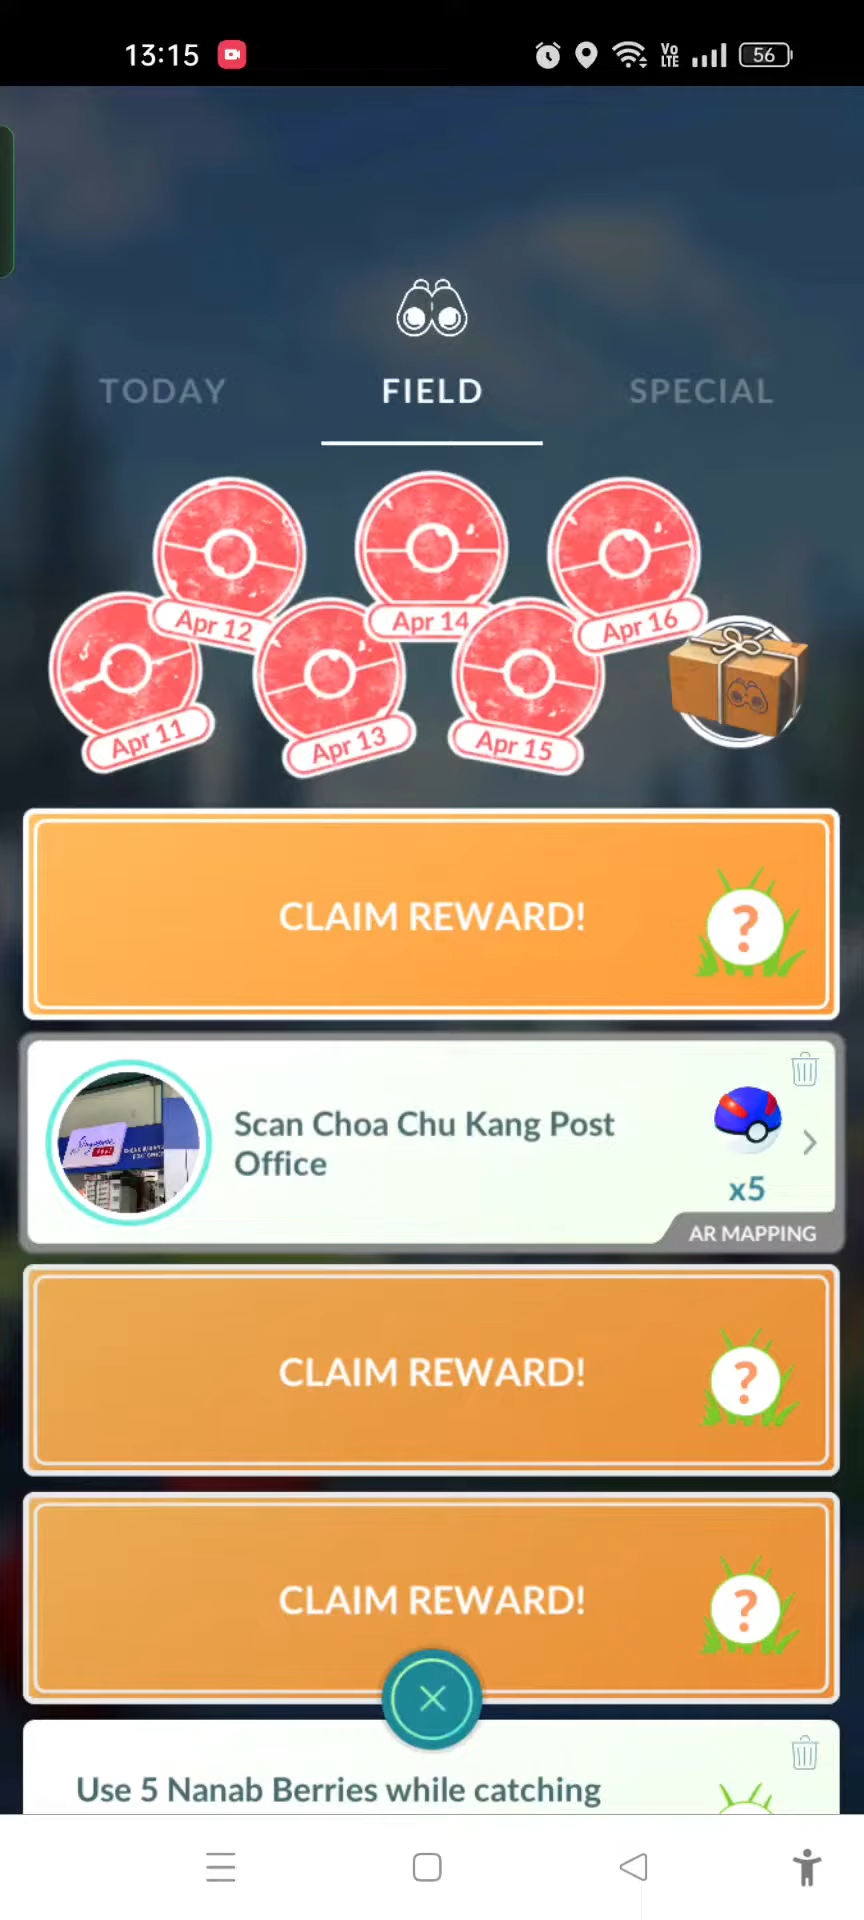 13:15
Vo
LTE
56
TODAY
FIELD
SPECIAL
Apr 12
Apr 14
Apr 16
Apr 11
Apr 13
Apr 15
CLAIM REWARD!
?
Scan Choa Chu Kang Post
Office
x5
AR MAPPING
CLAIM REWARD!
?
CLAIM REWARD!
?
Use 5 Nanab Berries while catching